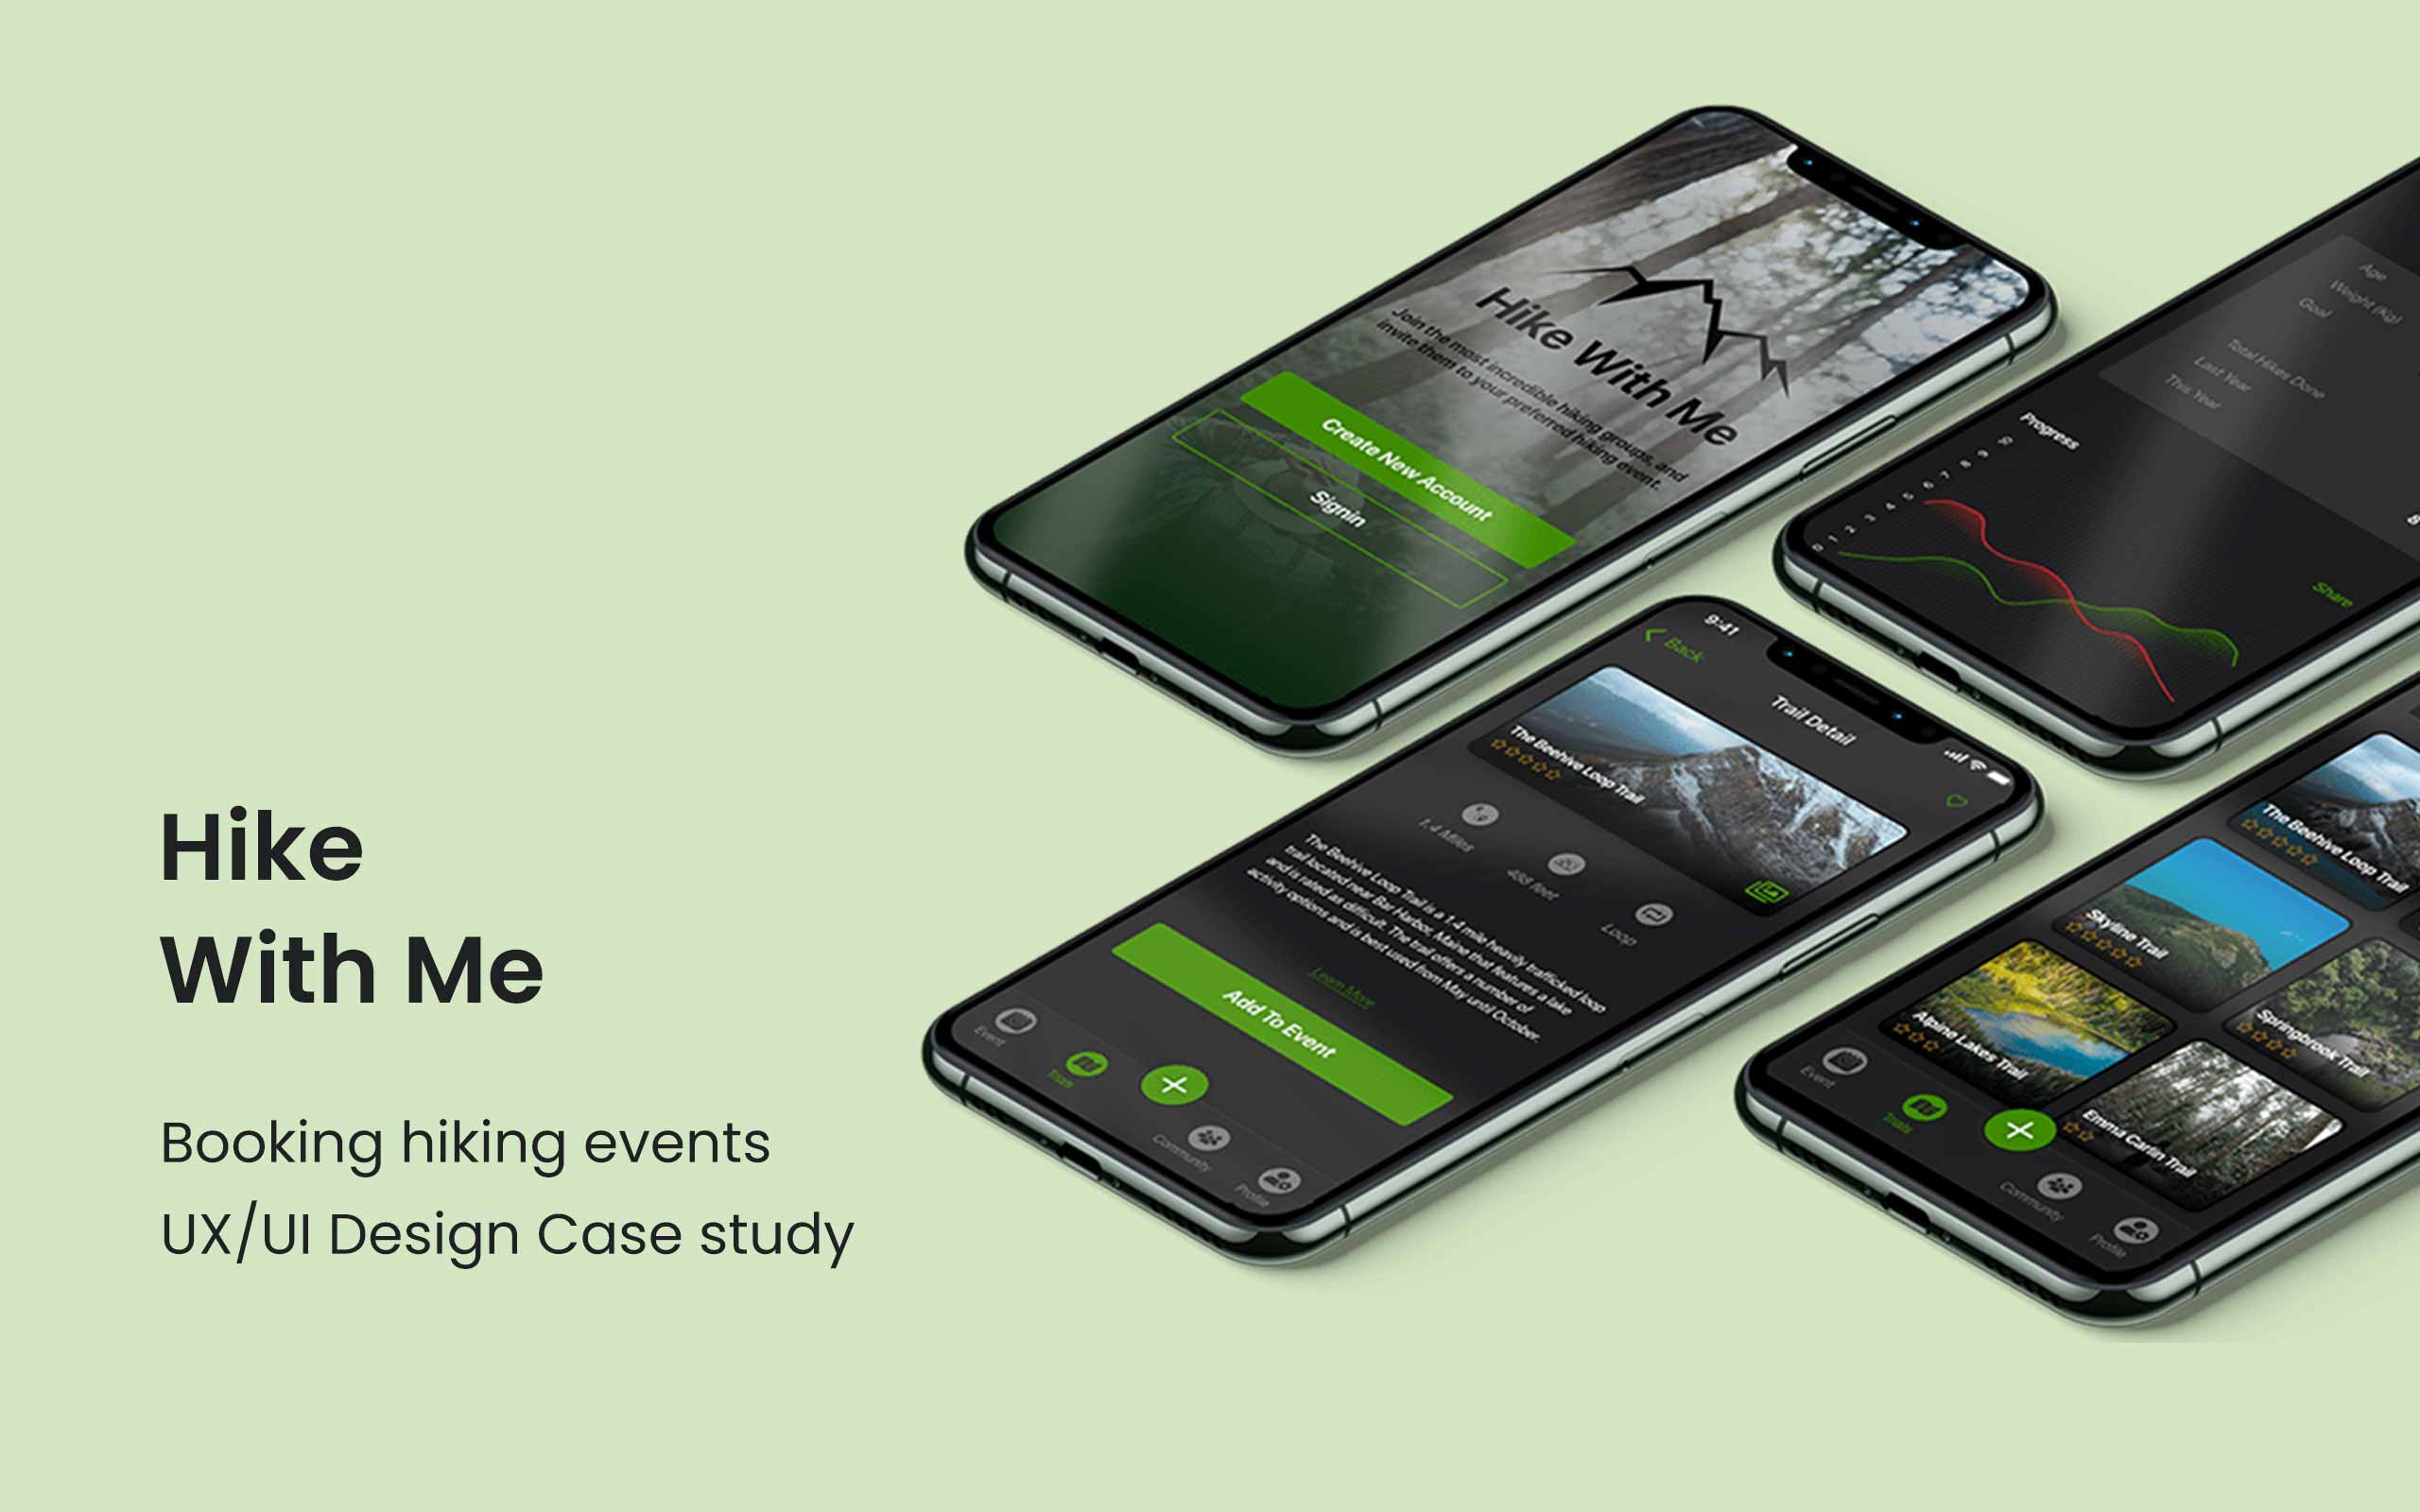 Hike
With Me
Booking hiking events
UX/UI Design Case study
Hike With Me
Join the most incredible hiking groups, and
invite them to your preferred hiking event.
Create New Account
Signin
Age
Weight (Kg)
Goal
Total Hikes Done
Last Year
This Year
Progress
10
9
8
7
6
5
4
3
2
1
0
Share
9:41
Back
Trail Detail
The Beehive Loop Trail
1.4 Miles
488 feet
Loop
The Beehive Loop Trail is a 1.4 mile heavily trafficked loop
trail located near Bar Harbor, Maine that features a lake
and is rated as difficult. The trail offers a number of
activity options and is best used from May until October.
Learn More
Add To Event
Event
Trails
Community
Profile
The Beehive Loop Trail
Skyline Trail
Springbrook Trail
Alpine Lakes Trail
Emma Carlin Trail
Event
Trails
Community
Profile